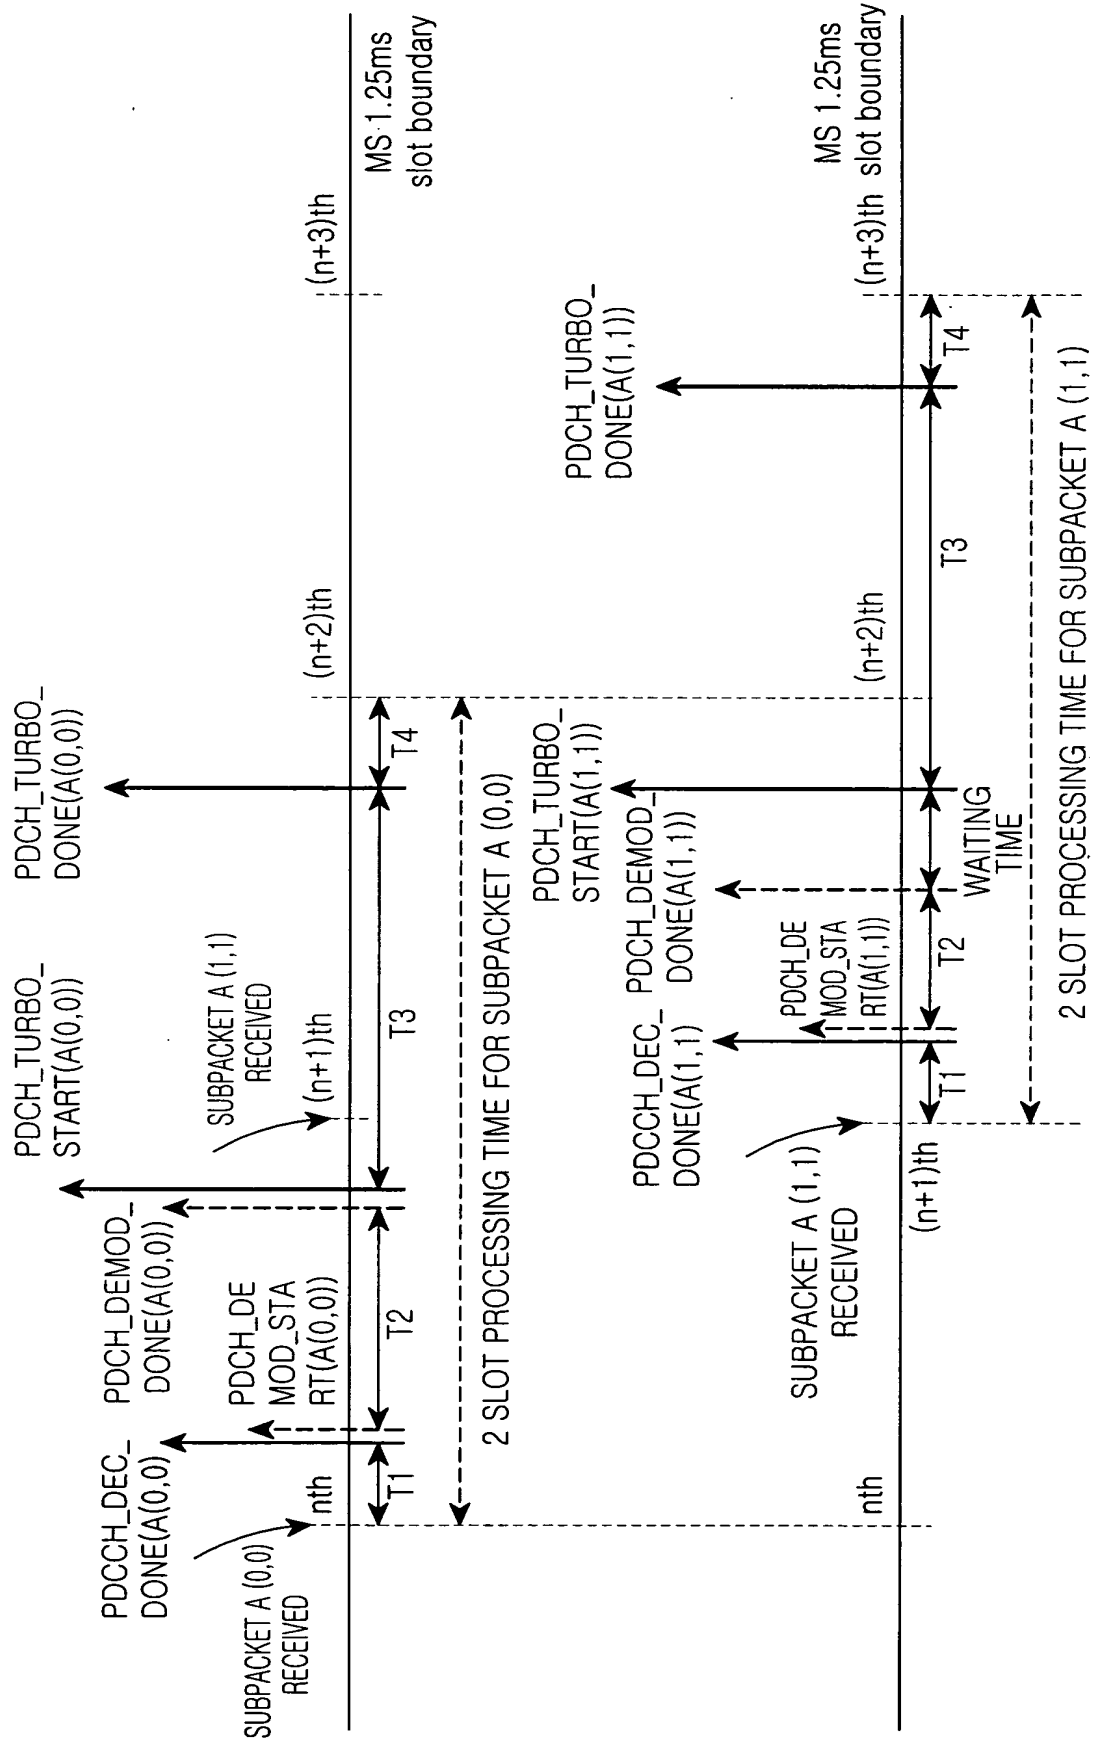 PDCCH_DEC_
DONE(A(0,0)
PDCH_DEMOD_
DONE(A(0,0))
PDCH_TURBO_
START(A(0,0))
PDCH_TURBO_
DONE(A(0,0))
SUBPACKET A (0,0)
RECEIVED
PDCH_DE
MOD_STA
RT(A(0,0))
SUBPACKET A (1,1)
RECEIVED
nth
(n+1)th
(n+2)th
(n+3)th
MS 1.25ms
slot boundary
T1
T2
T3
T4
2 SLOT PROCESSING TIME FOR SUBPACKET A (0,0)
PDCH_TURBO_
START(A(1,1))
PDCH_TURBO_
DONE(A(1,1))
PDCCH_DEC_
DONE(A(1,1)
PDCH_DEMOD_
DONE(A(1,1))
PDCH_DE
MOD_STA
RT(A(1,1))
SUBPACKET A (1,1)
RECEIVED
nth
(n+1)th
(n+2)th
(n+3)th
MS 1.25ms
slot boundary
T1
T2
WAITING
TIME
T3
T4
2 SLOT PROCESSING TIME FOR SUBPACKET A (1,1)